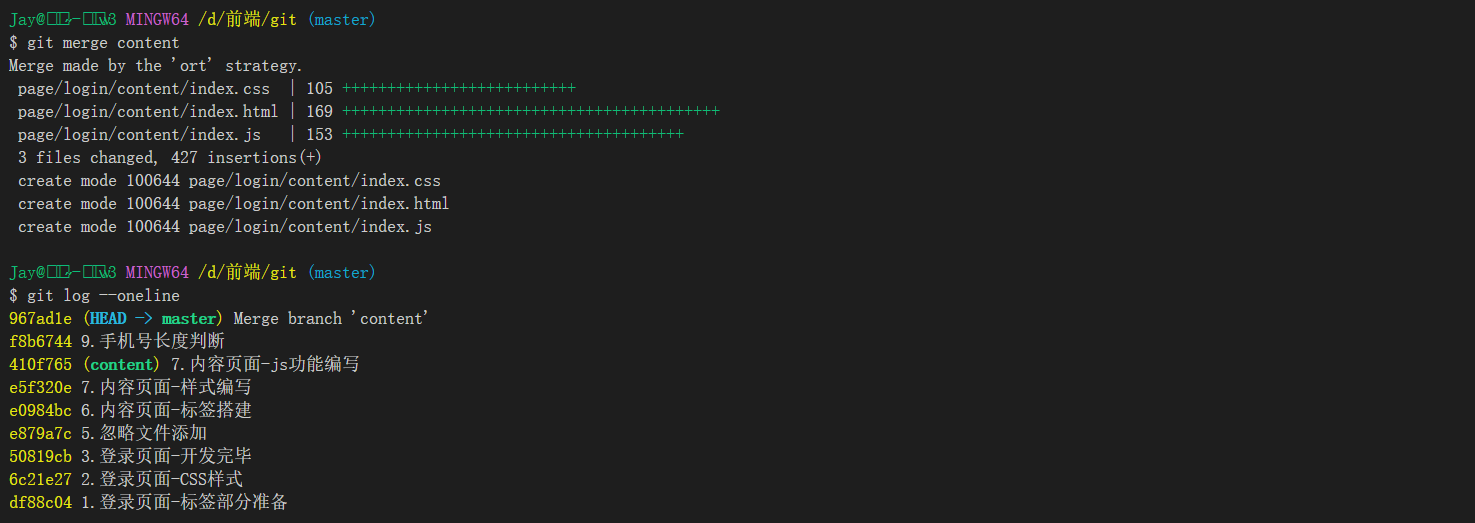 Jay@ MINGW64 /d/前端/git (master)
$ git merge content
Merge made by the 'ort' strategy.
page/login/content/index.css | 105 +++++++++++++++++++++++++++
page/login/content/index.html | 169 ++++++++++++++++++++++++++++++++++++++++++
page/login/content/index.js | 153 ++++++++++++++++++++++++++++++++++++++
3 files changed, 427 insertions(+)
create mode 100644 page/login/content/index.css
create mode 100644 page/login/content/index.html
create mode 100644 page/login/content/index.js
Jay@ MINGW64 /d/前端/git (master)
$ git log --oneline
967ad1e (HEAD -> master) Merge branch 'content'
f8b6744 9.手机号长度判断
410f765 (content) 7.内容页面-js功能编写
e5f320e 7.内容页面-样式编写
e0984bc 6.内容页面-标签搭建
e879a7c 5.忽略文件添加
50819cb 3.登录页面-开发完毕
6c21e27 2.登录页面-CSS样式
df88c04 1.登录页面-标签部分准备